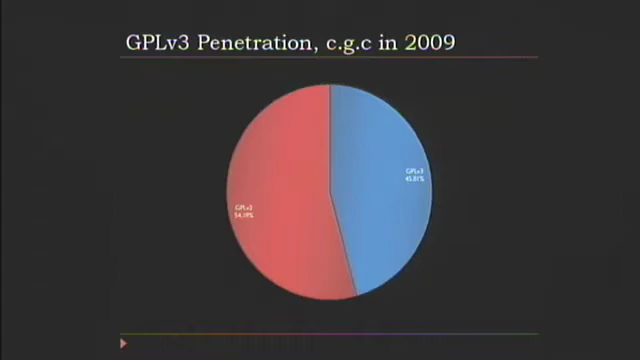 GPLv3 Penetration, c.g.c in 2009
GPLv3
45.81%
GPLv2
54.19%